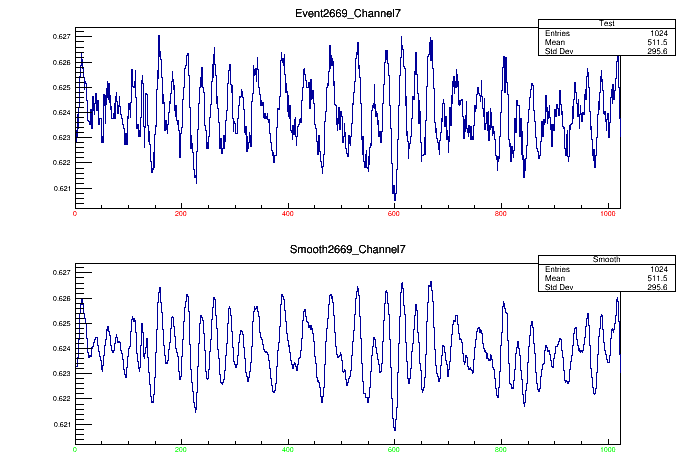 Event2669_Channel7
Test
Entries 1024
Mean 511.5
Std Dev 295.6
0.627
0.626
0.625
0.624
0.623
0.622
0.621
0 200 400 600 800 1000
Smooth2669_Channel7
Smooth
Entries 1024
Mean 511.5
Std Dev 295.6
0.627
0.626
0.625
0.624
0.623
0.622
0.621
0 200 400 600 800 1000